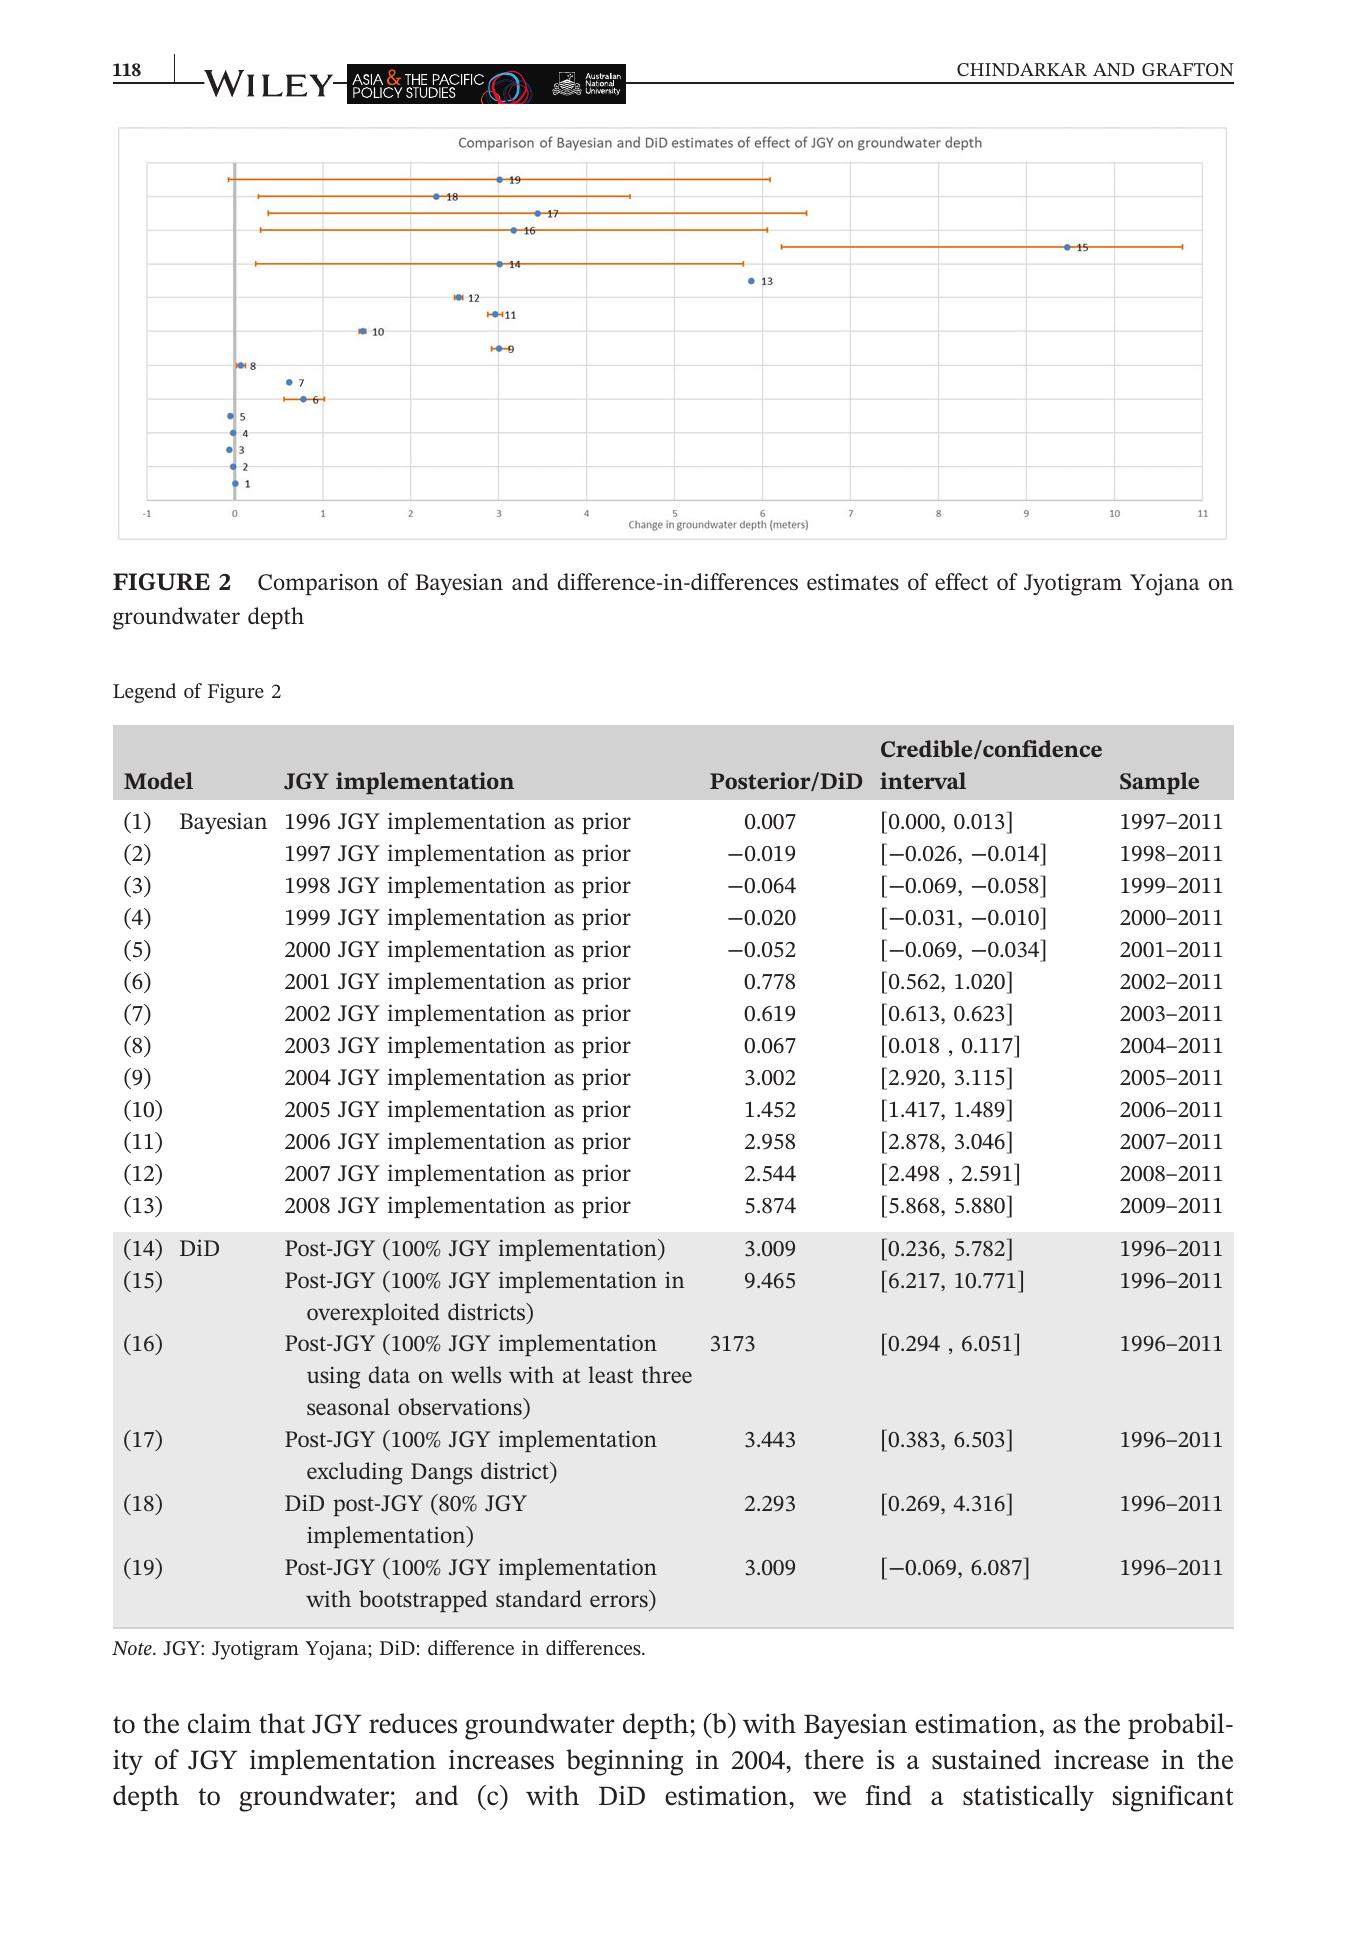 118
WILEY
ASIA & THE PACIFIC
POLICY STUDIES
Australian
National
University
CHINDARKAR AND GRAFTON
Comparison of Bayesian and DiD estimates of effect of JGY on groundwater depth
19
18
17
16
15
14
13
12
11
10
9
8
7
6
5
4
3
2
1
-1 0 1 2 3 4 5 6 7 8 9 10 11
Change in groundwater depth (meters)
FIGURE 2 Comparison of Bayesian and difference-in-differences estimates of effect of Jyotigram Yojana on
groundwater depth
Legend of Figure 2
Credible/confidence
Model JGY implementation Posterior/DiD interval Sample
(1) Bayesian 1996 JGY implementation as prior 0.007 [0.000, 0.013] 1997–2011
(2) 1997 JGY implementation as prior −0.019 [−0.026, −0.014] 1998–2011
(3) 1998 JGY implementation as prior −0.064 [−0.069, −0.058] 1999–2011
(4) 1999 JGY implementation as prior −0.020 [−0.031, −0.010] 2000–2011
(5) 2000 JGY implementation as prior −0.052 [−0.069, −0.034] 2001–2011
(6) 2001 JGY implementation as prior 0.778 [0.562, 1.020] 2002–2011
(7) 2002 JGY implementation as prior 0.619 [0.613, 0.623] 2003–2011
(8) 2003 JGY implementation as prior 0.067 [0.018 , 0.117] 2004–2011
(9) 2004 JGY implementation as prior 3.002 [2.920, 3.115] 2005–2011
(10) 2005 JGY implementation as prior 1.452 [1.417, 1.489] 2006–2011
(11) 2006 JGY implementation as prior 2.958 [2.878, 3.046] 2007–2011
(12) 2007 JGY implementation as prior 2.544 [2.498 , 2.591] 2008–2011
(13) 2008 JGY implementation as prior 5.874 [5.868, 5.880] 2009–2011
(14) DiD Post-JGY (100% JGY implementation) 3.009 [0.236, 5.782] 1996–2011
(15) Post-JGY (100% JGY implementation in 9.465 [6.217, 10.771] 1996–2011
overexploited districts)
(16) Post-JGY (100% JGY implementation 3173 [0.294 , 6.051] 1996–2011
using data on wells with at least three
seasonal observations)
(17) Post-JGY (100% JGY implementation 3.443 [0.383, 6.503] 1996–2011
excluding Dangs district)
(18) DiD post-JGY (80% JGY 2.293 [0.269, 4.316] 1996–2011
implementation)
(19) Post-JGY (100% JGY implementation 3.009 [−0.069, 6.087] 1996–2011
with bootstrapped standard errors)
Note. JGY: Jyotigram Yojana; DiD: difference in differences.
to the claim that JGY reduces groundwater depth; (b) with Bayesian estimation, as the probabil-
ity of JGY implementation increases beginning in 2004, there is a sustained increase in the
depth to groundwater; and (c) with DiD estimation, we find a statistically significant